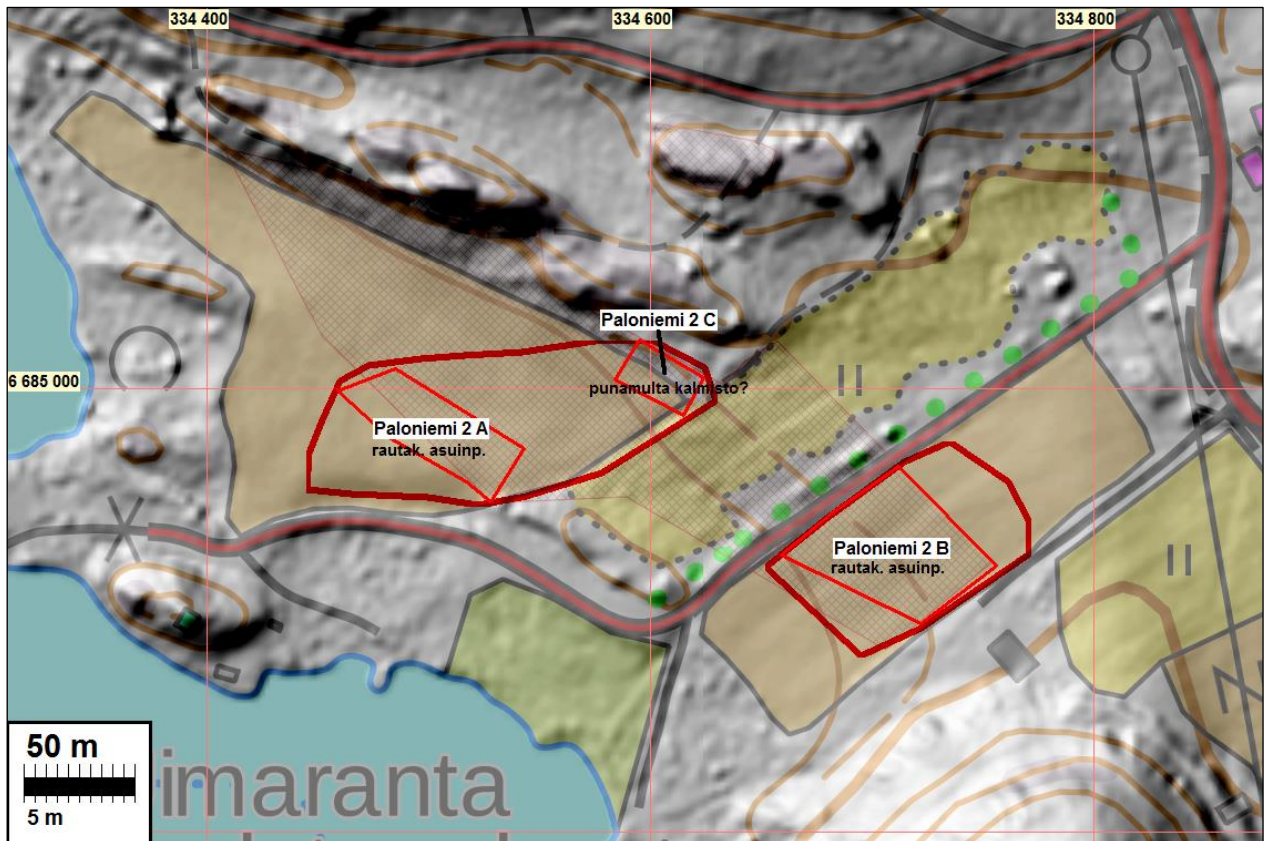 334 400
334 600
334 800
Paloniemi 2 C
6 685 000
punamulta kalmisto?
Paloniemi 2 A
rautak. asuinp.
Paloniemi 2 B
rautak. asuinp.
50 m
5 m
imaranta